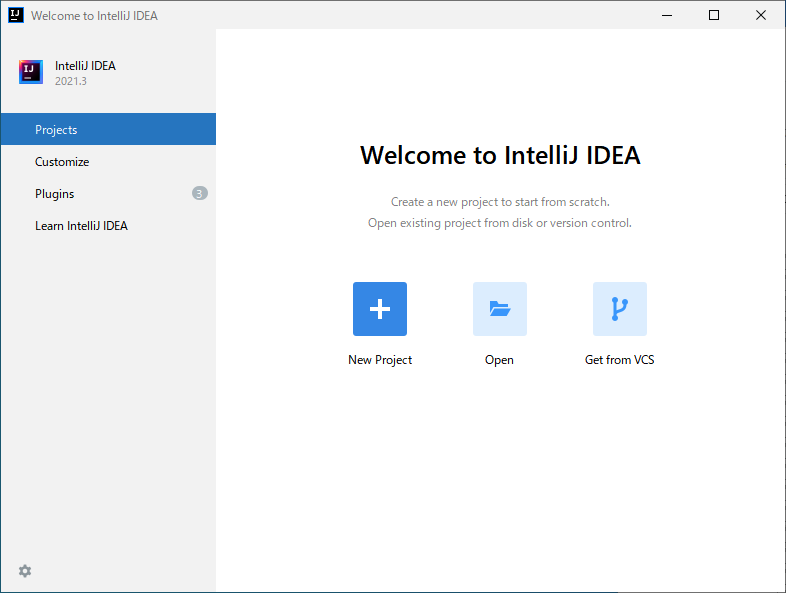 Welcome to IntelliJ IDEA
IJ
IntelliJ IDEA
2021.3
Projects
Customize
Plugins 3
Learn IntelliJ IDEA
Welcome to IntelliJ IDEA
Create a new project to start from scratch.
Open existing project from disk or version control.
New Project
Open
Get from VCS